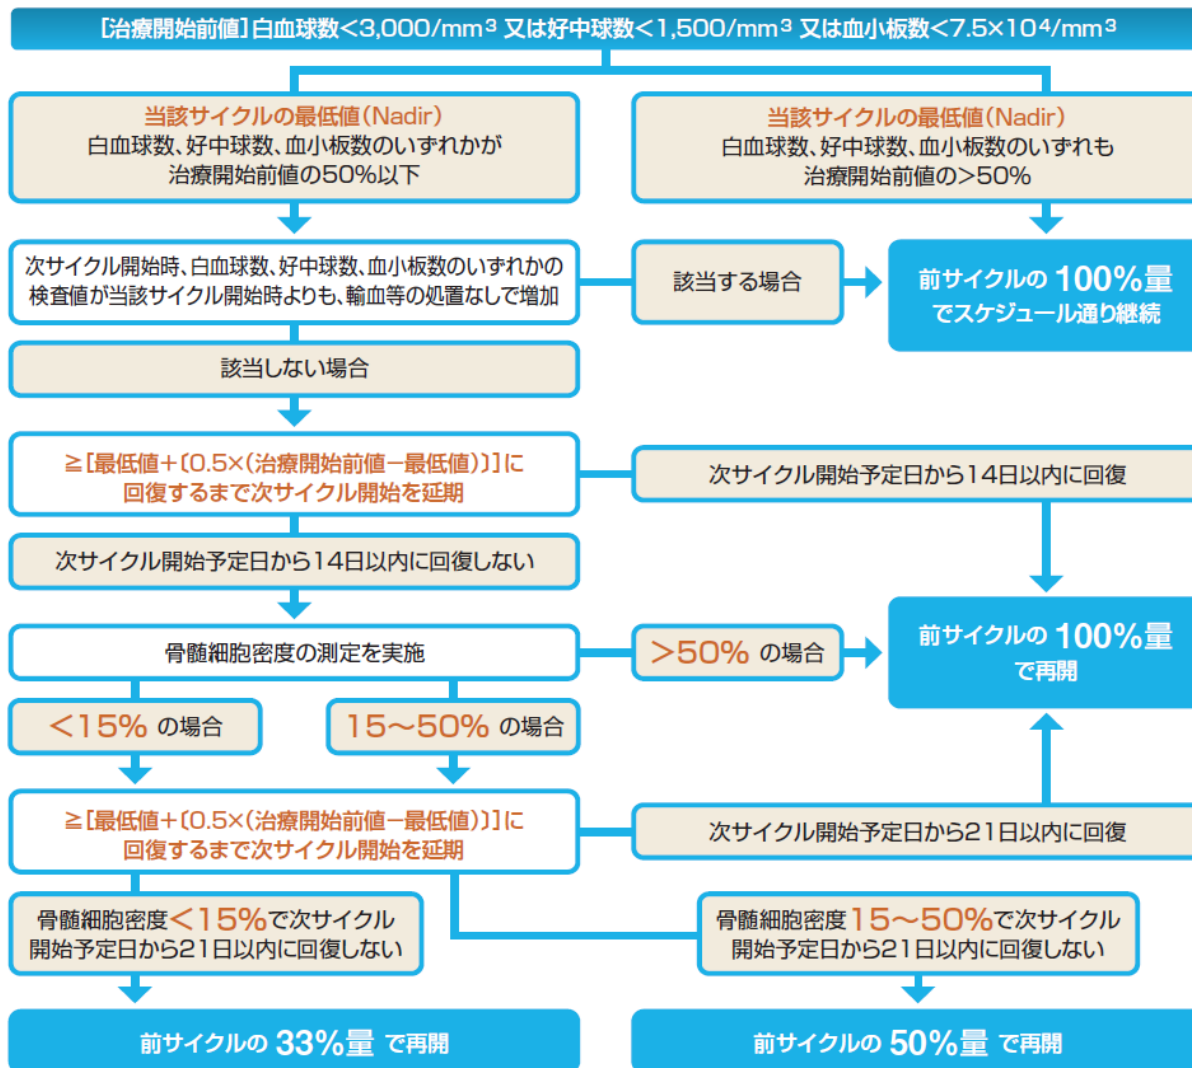 [治療開始前値]白血球数<3,000/mm³ 又は好中球数<1,500/mm³ 又は血小板数<7.5×10⁴/mm³
当該サイクルの最低値(Nadir)
白血球数、好中球数、血小板数のいずれかが
治療開始前値の50%以下
当該サイクルの最低値(Nadir)
白血球数、好中球数、血小板数のいずれも
治療開始前値の>50%
次サイクル開始時、白血球数、好中球数、血小板数のいずれかの
検査値が当該サイクル開始時よりも、輸血等の処置なしで増加
該当する場合
前サイクルの 100%量
でスケジュール通り継続
該当しない場合
≧[最低値+〔0.5×(治療開始前値−最低値)〕]に
回復するまで次サイクル開始を延期
次サイクル開始予定日から14日以内に回復
次サイクル開始予定日から14日以内に回復しない
骨髄細胞密度の測定を実施
>50% の場合
前サイクルの 100%量
で再開
<15% の場合
15〜50% の場合
≧[最低値+〔0.5×(治療開始前値−最低値)〕]に
回復するまで次サイクル開始を延期
次サイクル開始予定日から21日以内に回復
骨髄細胞密度<15%で次サイクル
開始予定日から21日以内に回復しない
骨髄細胞密度15〜50%で次サイクル
開始予定日から21日以内に回復しない
前サイクルの 33%量 で再開
前サイクルの 50%量 で再開